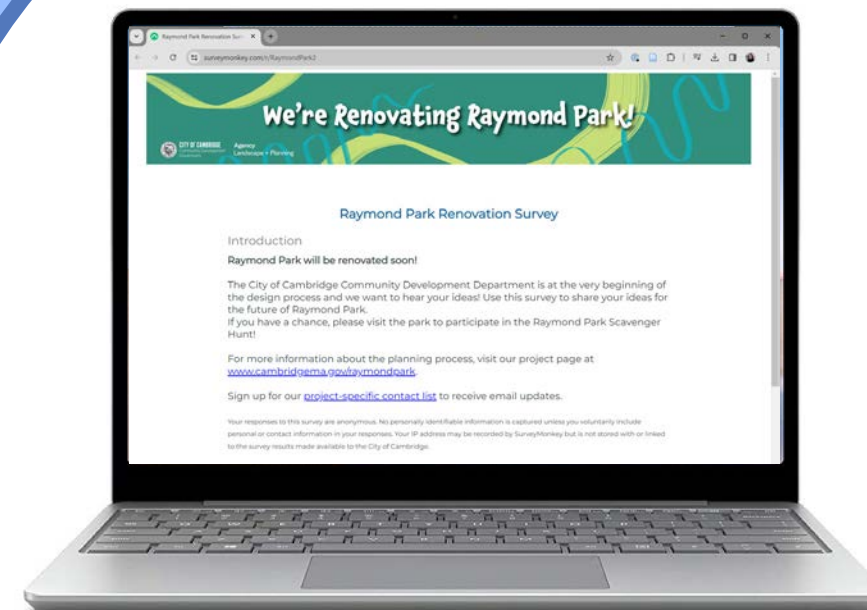 Raymond Park Renovation Sur
surveymonkey.com/r/RaymondPark2
We're Renovating Raymond Park!
CITY OF CAMBRIDGE
Agency
Landscape + Planning
Raymond Park Renovation Survey
Introduction
Raymond Park will be renovated soon!
The City of Cambridge Community Development Department is at the very beginning of
the design process and we want to hear your ideas! Use this survey to share your ideas for
the future of Raymond Park.
If you have a chance, please visit the park to participate in the Raymond Park Scavenger
Hunt!
For more information about the planning process, visit our project page at
www.cambridgema.gov/raymondpark.
Sign up for our project-specific contact list to receive email updates.
Your responses to this survey are anonymous. No personally identifiable information is captured unless you voluntarily include
personal or contact information in your responses. Your IP address may be recorded by SurveyMonkey but is not stored with or linked
to the survey results made available to the City of Cambridge.